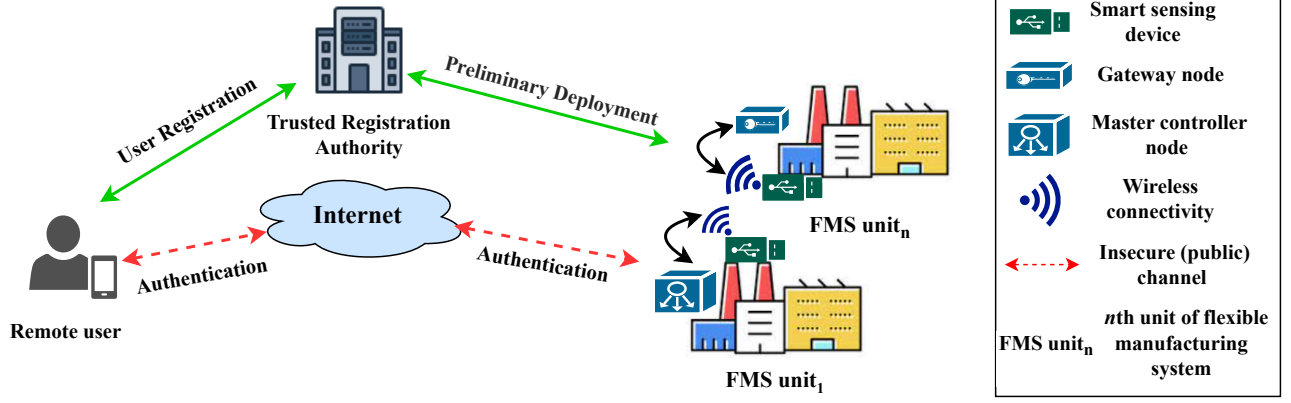 Trusted Registration
Authority
User Registration
Preliminary Deployment
Internet
Authentication
Authentication
Remote user
FMS unitₙ
FMS unit₁
Smart sensing
device
Gateway node
Master controller
node
Wireless
connectivity
Insecure (public)
channel
FMS unitₙ
nth unit of flexible
manufacturing
system